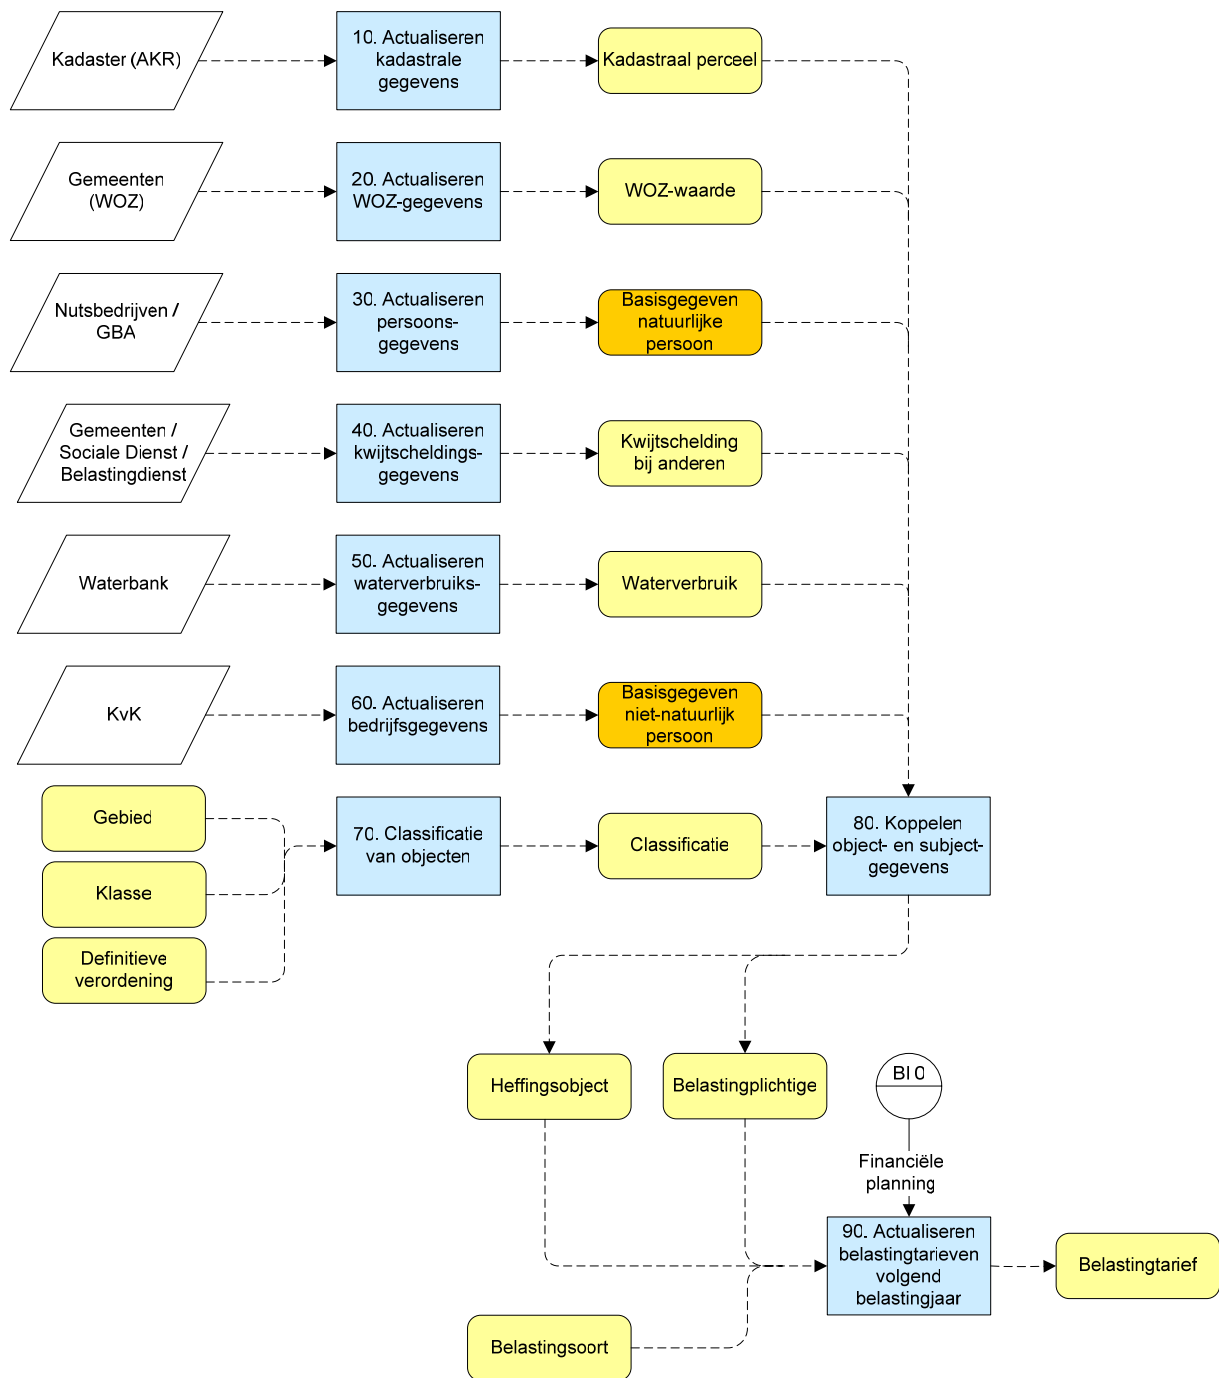 Kadaster (AKR)
10. Actualiseren
kadastrale
gegevens
Kadastraal perceel
Gemeenten
(WOZ)
20. Actualiseren
WOZ-gegevens
WOZ-waarde
Nutsbedrijven /
GBA
30. Actualiseren
persoons-
gegevens
Basisgegeven
natuurlijke
persoon
Gemeenten /
Sociale Dienst /
Belastingdienst
40. Actualiseren
kwijtscheldings-
gegevens
Kwijtschelding
bij anderen
Waterbank
50. Actualiseren
waterverbruiks-
gegevens
Waterverbruik
KvK
60. Actualiseren
bedrijfsgegevens
Basisgegeven
niet-natuurlijk
persoon
Gebied
Klasse
Definitieve
verordening
70. Classificatie
van objecten
Classificatie
80. Koppelen
object- en subject-
gegevens
Heffingsobject
Belastingplichtige
BI 0
Financiële
planning
90. Actualiseren
belastingtarieven
volgend
belastingjaar
Belastingtarief
Belastingsoort